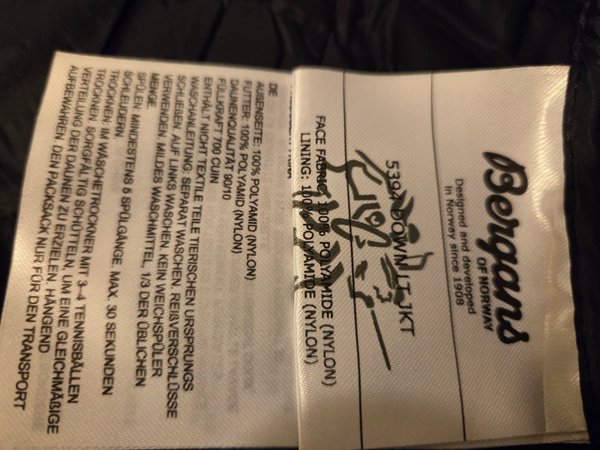 Bergans
OF NORWAY
Designed and developed
in Norway since 1908
5394 DOWN LT JKT
FACE FABRIC: 100% POLYAMIDE (NYLON)
LINING: 100% POLYAMIDE (NYLON)
DE
AUßENSEITE: 100% POLYAMID (NYLON)
FUTTER: 100% POLYAMID (NYLON)
DAUNENQUALITÄT 90/10
FÜLLKRAFT 700 CUIN
ENTHÄLT NICHT TEXTILE TEILE TIERISCHEN URSPRUNGS
WASCHANLEITUNG: SEPARAT WASCHEN. REIßVERSCHLÜSSE
SCHLIEßEN. AUF LINKS WASCHEN. KEIN WEICHSPÜLER
VERWENDEN. MILDES WASCHMITTEL, 1/3 DER ÜBLICHEN
MENGE.
SPÜLEN: MINDESTENS 5 SPÜLGÄNGE. MAX. 30 SEKUNDEN
SCHLEUDERN.
TROCKNEN: IM WÄSCHETROCKNER MIT 3-4 TENNISBÄLLEN
TROCKNEN. SORGFÄLTIG SCHÜTTELN, UM EINE GLEICHMÄßIGE
VERTEILUNG DER DAUNEN ZU ERZIELEN. HÄNGEND
AUFBEWAHREN. DEN PACKSACK NUR FÜR DEN TRANSPORT